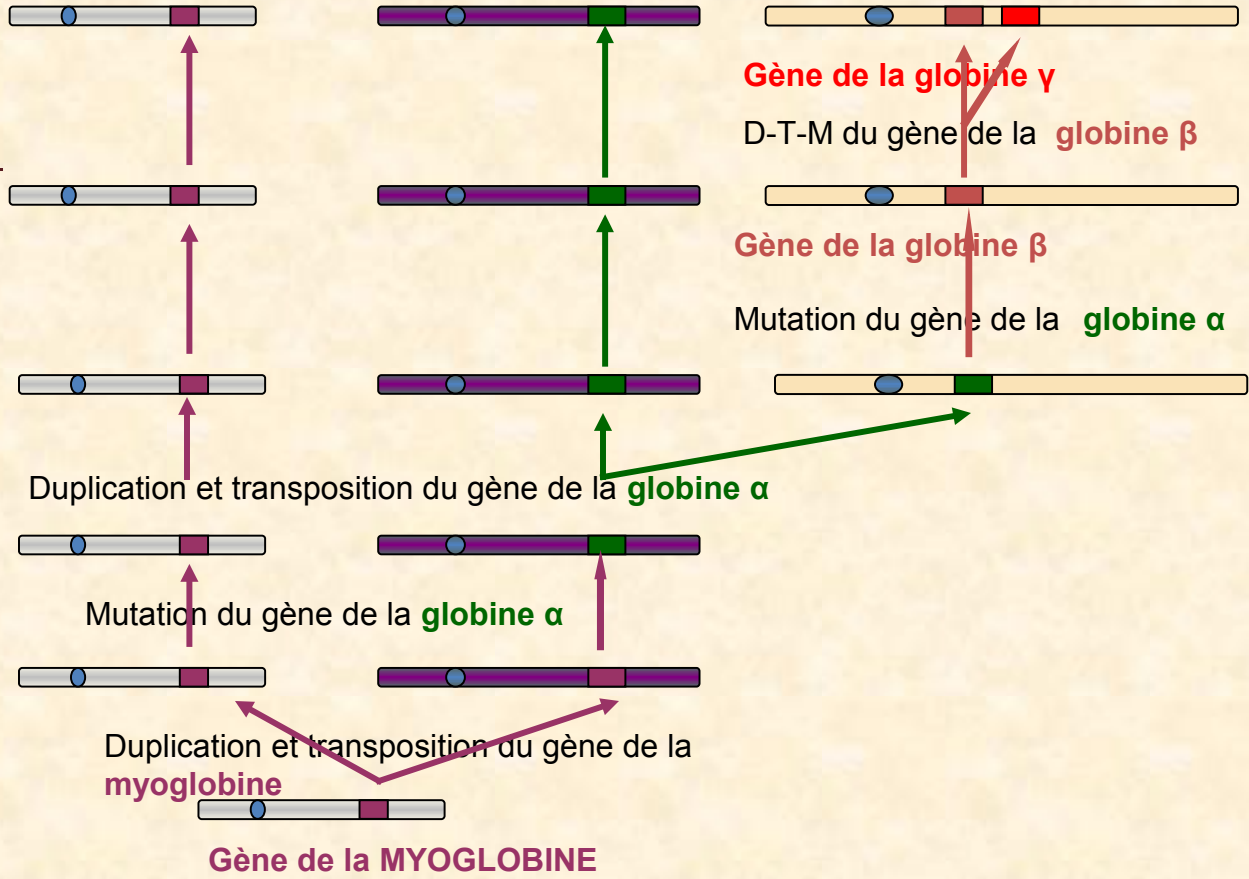 Gène de la globine γ
D-T-M du gène de la globine β
Gène de la globine β
Mutation du gène de la globine α
Duplication et transposition du gène de la globine α
Mutation du gène de la globine α
Duplication et transposition du gène de la
myoglobine
Gène de la MYOGLOBINE